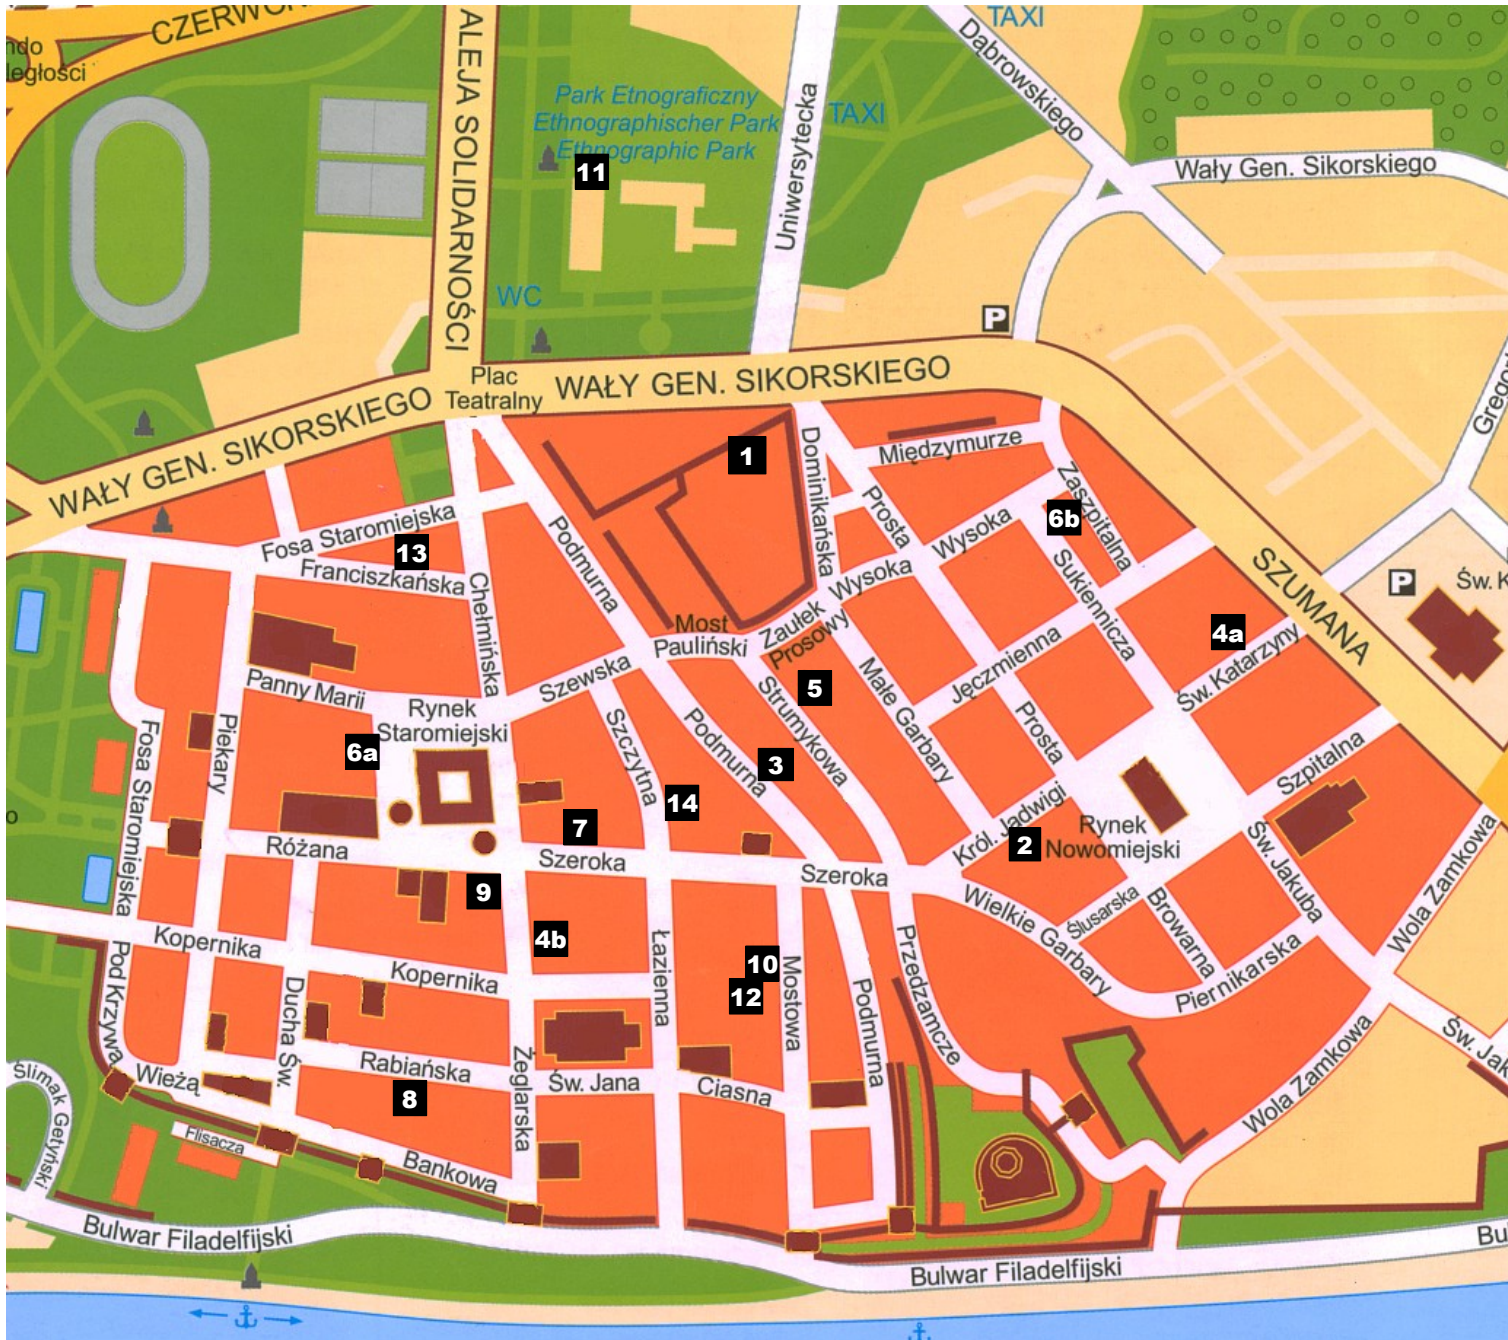 CZERWON
ndo
ległości
ALEJA SOLIDARNOŚCI
Park Etnograficzny
Ethnographischer Park
Ethnographic Park
11
WC
Uniwersytecka
TAXI
TAXI
Dąbrowskiego
Wały Gen. Sikorskiego
P
WAŁY GEN. SIKORSKIEGO
Plac
Teatralny
WAŁY GEN. SIKORSKIEGO
Grego
SZUMANA
P
Św. K
1
Dominikańska
Międzymurze
Prosta
Zaszpitalna
6b
Wysoka
Wysoka
Sukiennicza
Fosa Staromiejska
13
Franciszkańska
Chełmińska
Podmurna
Most
Pauliński
Zaułek
Prosowy
4a
Św. Katarzyny
Jęczmienna
Małe Garbary
5
Strumykowa
Szewska
Panny Marii
Rynek
Staromiejski
6a
Szczytna
Podmurna
3
14
Prosta
Szpitalna
Fosa Staromiejska
Piekary
o
7
Różana
Szeroka
Szeroka
Król. Jadwigi
2
Rynek
Nowomiejski
Św. Jakuba
Wola Zamkowa
9
4b
Łazienna
10
12
Mostowa
Podmurna
Przedzamcze
Wielkie Garbary
Ślusarska
Browarna
Piernikarska
Kopernika
Kopernika
Pod Krzywą
Wieżą
Ducha Św.
Rabiańska
8
Żeglarska
Św. Jana
Ciasna
Wola Zamkowa
Św. Jak
Ślimak Getyński
Flisacza
Bankowa
Bulwar Filadelfijski
Bulwar Filadelfijski
Bu